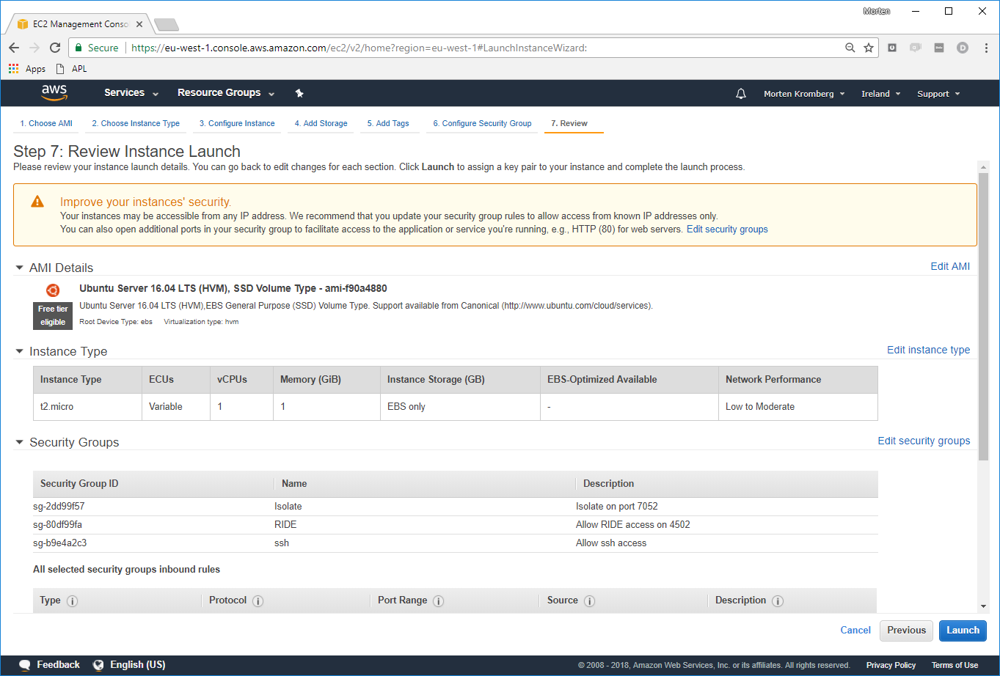 Morten
EC2 Management Conso
Secure https://eu-west-1.console.aws.amazon.com/ec2/v2/home?region=eu-west-1#LaunchInstanceWizard:
Apps APL
aws Services Resource Groups Morten Kromberg Ireland Support
1. Choose AMI 2. Choose Instance Type 3. Configure Instance 4. Add Storage 5. Add Tags 6. Configure Security Group 7. Review
Step 7: Review Instance Launch
Please review your instance launch details. You can go back to edit changes for each section. Click Launch to assign a key pair to your instance and complete the launch process.
Improve your instances' security.
Your instances may be accessible from any IP address. We recommend that you update your security group rules to allow access from known IP addresses only.
You can also open additional ports in your security group to facilitate access to the application or service you're running, e.g., HTTP (80) for web servers. Edit security groups
AMI Details Edit AMI
Ubuntu Server 16.04 LTS (HVM), SSD Volume Type - ami-f90a4880
Free tier eligible
Ubuntu Server 16.04 LTS (HVM),EBS General Purpose (SSD) Volume Type. Support available from Canonical (http://www.ubuntu.com/cloud/services).
Root Device Type: ebs Virtualization type: hvm
Instance Type Edit instance type
Instance Type ECUs vCPUs Memory (GiB) Instance Storage (GB) EBS-Optimized Available Network Performance
t2.micro Variable 1 1 EBS only - Low to Moderate
Security Groups Edit security groups
Security Group ID Name Description
sg-2dd99f57 Isolate Isolate on port 7052
sg-80df99fa RIDE Allow RIDE access on 4502
sg-b9e4a2c3 ssh Allow ssh access
All selected security groups inbound rules
Type Protocol Port Range Source Description
Cancel Previous Launch
Feedback English (US) © 2008 - 2018, Amazon Web Services, Inc. or its affiliates. All rights reserved. Privacy Policy Terms of Use